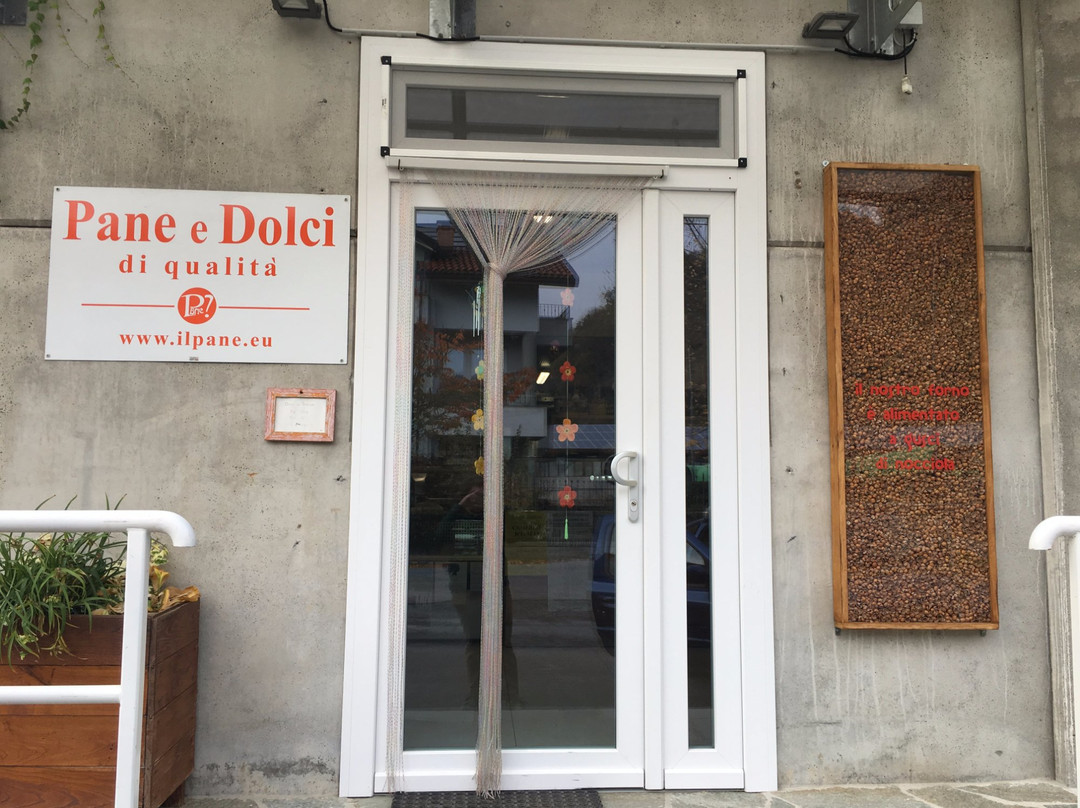 Pane e Dolci
di qualità
Pane?
www.ilpane.eu
il nostro forno
e alimentato
a gusci
di nocciole